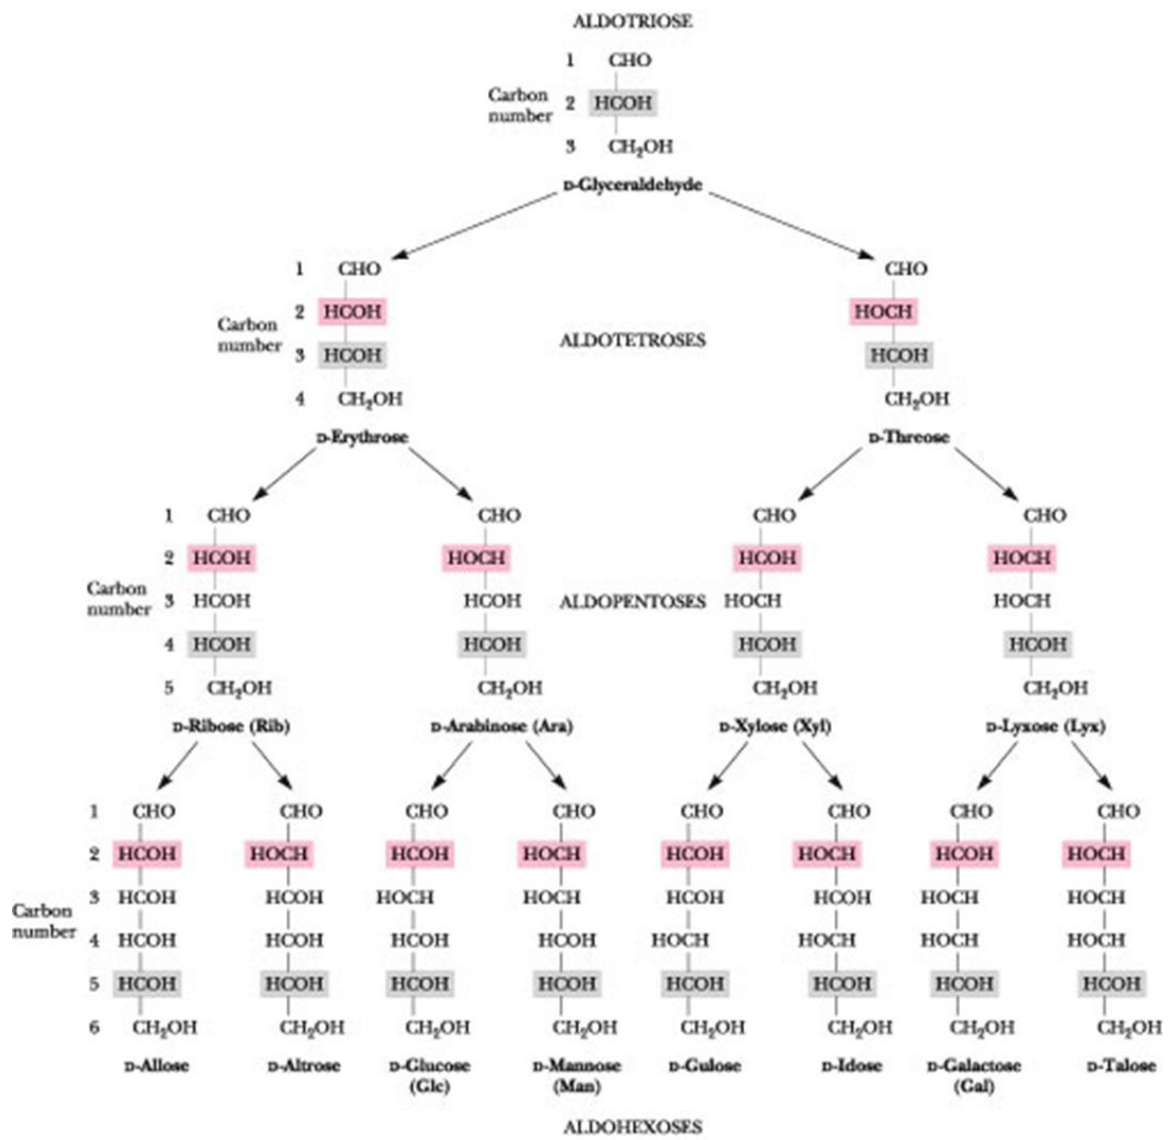 ALDOTRIOSE
1 CHO
Carbon number
2 HCOH
3 CH₂OH
D-Glyceraldehyde
1 CHO CHO
Carbon number
2 HCOH HOCH
ALDOTETROSES
3 HCOH HCOH
4 CH₂OH CH₂OH
D-Erythrose D-Threose
1 CHO CHO CHO CHO
2 HCOH HOCH HCOH HOCH
Carbon number
3 HCOH HCOH ALDOPENTOSES HOCH HOCH
4 HCOH HCOH HCOH HCOH
5 CH₂OH CH₂OH CH₂OH CH₂OH
D-Ribose (Rib) D-Arabinose (Ara) D-Xylose (Xyl) D-Lyxose (Lyx)
1 CHO CHO CHO CHO CHO CHO CHO CHO
2 HCOH HOCH HCOH HOCH HCOH HOCH HCOH HOCH
3 HCOH HCOH HOCH HOCH HCOH HCOH HOCH HOCH
Carbon number
4 HCOH HCOH HCOH HCOH HOCH HOCH HOCH HOCH
5 HCOH HCOH HCOH HCOH HCOH HCOH HCOH HCOH
6 CH₂OH CH₂OH CH₂OH CH₂OH CH₂OH CH₂OH CH₂OH CH₂OH
D-Allose D-Altrose D-Glucose D-Mannose D-Gulose D-Idose D-Galactose D-Talose
(Glc) (Man) (Gal)
ALDOHEXOSES